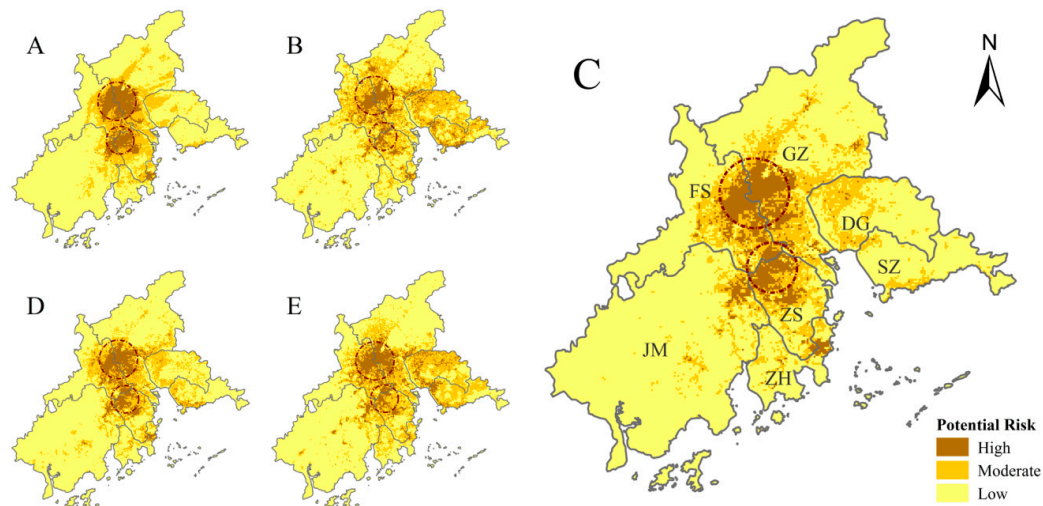 A
B
C
N
GZ
FS
DG
SZ
D
E
ZS
JM
ZH
Potential Risk
High
Moderate
Low